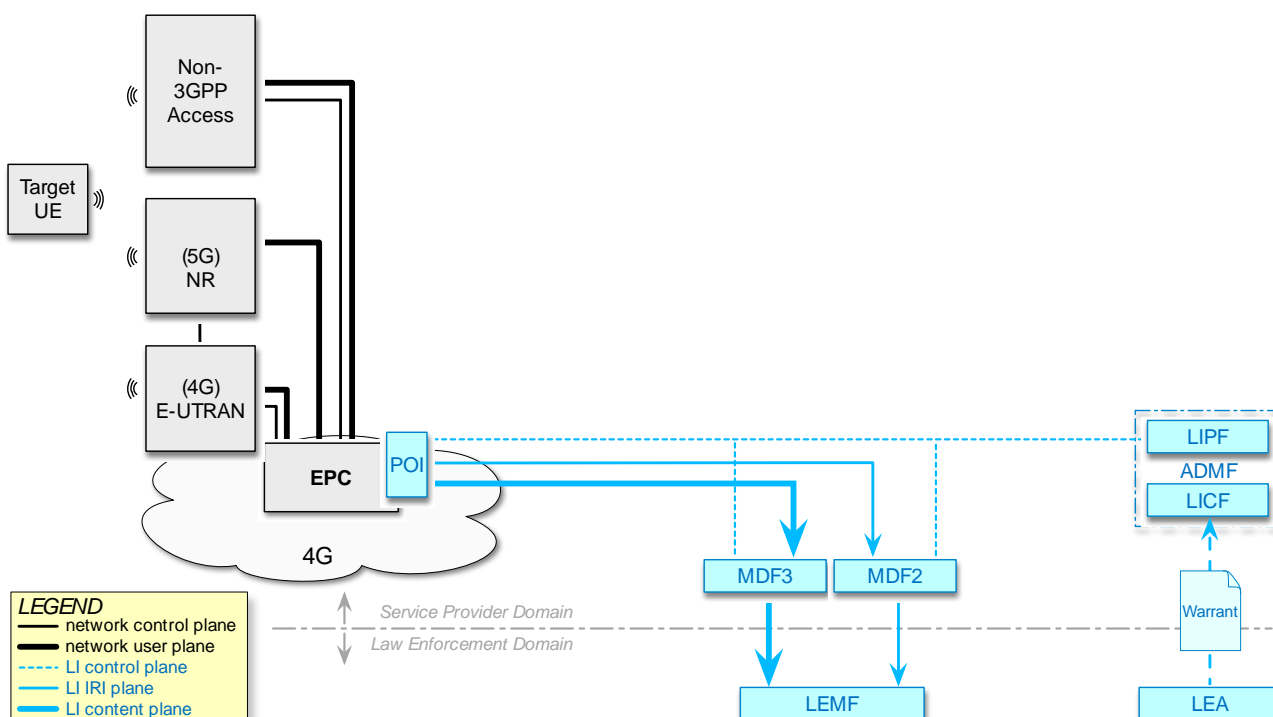 Non-
3GPP
Access
Target
UE
(5G)
NR
(4G)
E-UTRAN
EPC
POI
4G
LIPF
ADMF
LICF
MDF3
MDF2
Warrant
Service Provider Domain
Law Enforcement Domain
LEMF
LEA
LEGEND
network control plane
network user plane
LI control plane
LI IRI plane
LI content plane